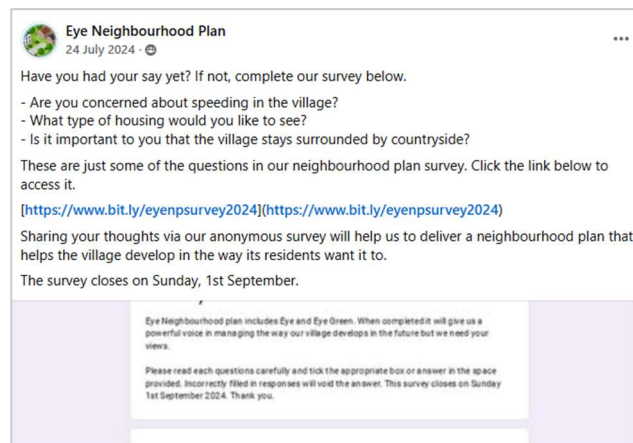 Eye Neighbourhood Plan
24 July 2024 ·
Have you had your say yet? If not, complete our survey below.
- Are you concerned about speeding in the village?
- What type of housing would you like to see?
- Is it important to you that the village stays surrounded by countryside?
These are just some of the questions in our neighbourhood plan survey. Click the link below to
access it.
[https://www.bit.ly/eyenpsurvey2024](https://www.bit.ly/eyenpsurvey2024)
Sharing your thoughts via our anonymous survey will help us to deliver a neighbourhood plan that
helps the village develop in the way its residents want it to.
The survey closes on Sunday, 1st September.
Eye Neighbourhood plan includes Eye and Eye Green. When completed it will give us a
powerful voice in managing the way our village develops in the future but we need your
views.
Please read each questions carefully and tick the appropriate box or answer in the space
provided. Incorrectly filled in responses will void the answer. This survey closes on Sunday
1st September 2024. Thank you.